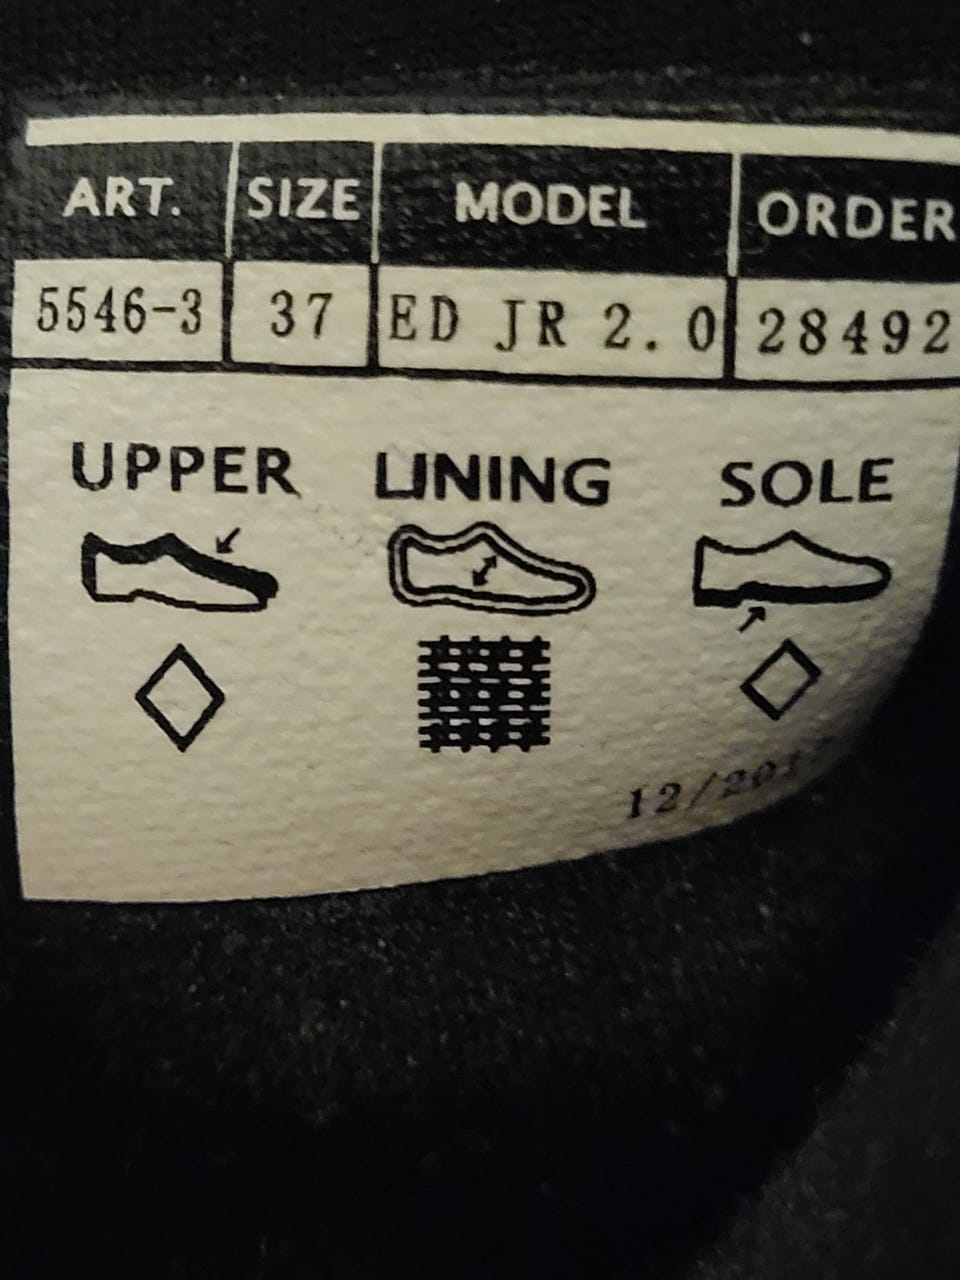 ART. SIZE MODEL ORDER
5546-3 37 ED JR 2.0 28492
UPPER LINING SOLE